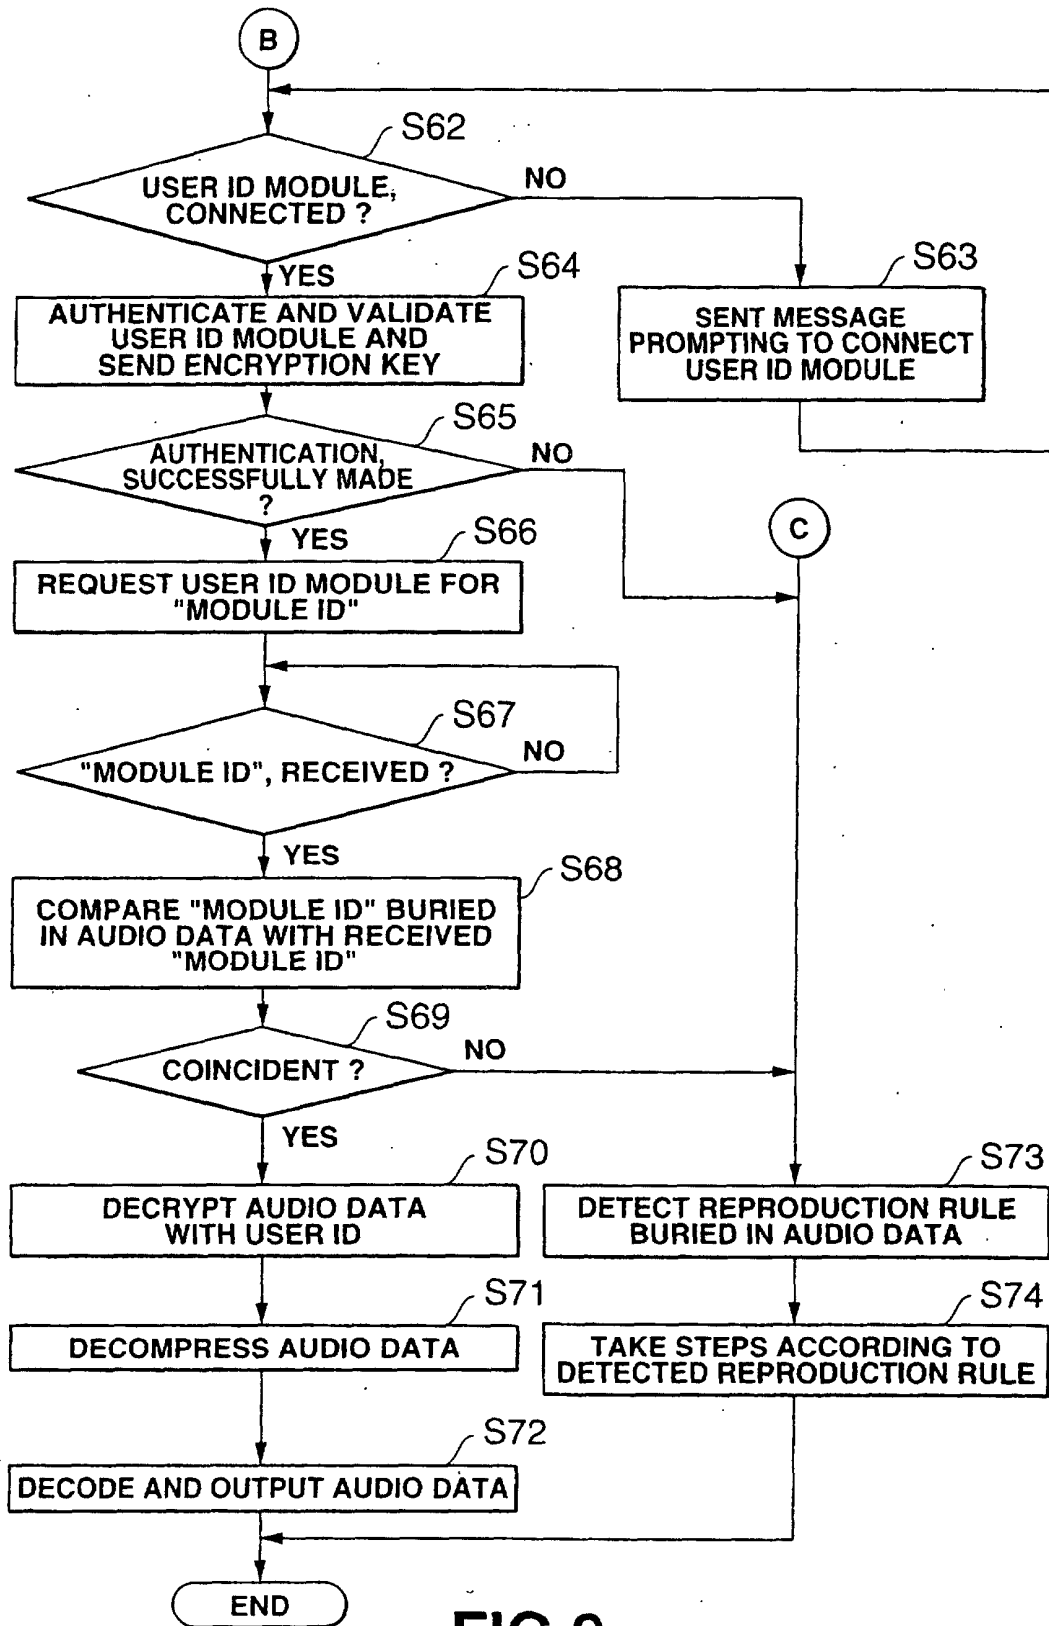 B
S62
USER ID MODULE,
CONNECTED ?
NO
YES
S64
S63
AUTHENTICATE AND VALIDATE
USER ID MODULE AND
SEND ENCRYPTION KEY
SENT MESSAGE
PROMPTING TO CONNECT
USER ID MODULE
S65
AUTHENTICATION,
SUCCESSFULLY MADE
?
NO
YES
C
S66
REQUEST USER ID MODULE FOR
"MODULE ID"
S67
"MODULE ID", RECEIVED ?
NO
YES
S68
COMPARE "MODULE ID" BURIED
IN AUDIO DATA WITH RECEIVED
"MODULE ID"
S69
COINCIDENT ?
NO
YES
S70
DECRYPT AUDIO DATA
WITH USER ID
S73
DETECT REPRODUCTION RULE
BURIED IN AUDIO DATA
S71
DECOMPRESS AUDIO DATA
S74
TAKE STEPS ACCORDING TO
DETECTED REPRODUCTION RULE
S72
DECODE AND OUTPUT AUDIO DATA
END